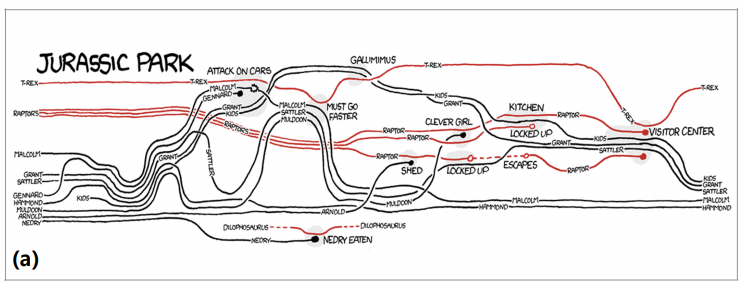 JURASSIC PARK
ATTACK ON CARS
GALLIMIMUS
T-REX
T-REX
T-REX
T-REX
T-REX
MALCOLM
GENNARO
GRANT
KIDS
MALCOLM
SATTLER
MULDOON
MUST GO
FASTER
KIDS
GRANT
KITCHEN
RAPTORS
RAPTORS
RAPTOR
RAPTOR
CLEVER GIRL
RAPTOR
LOCKED UP
VISITOR CENTER
MALCOLM
GRANT
SATTLER
GENNARO
HAMMOND
MULDOON
ARNOLD
NEDRY
KIDS
GRANT
SATTLER
RAPTOR
SHED
LOCKED UP
ESCAPES
RAPTOR
KIDS
GRANT
SATTLER
KIDS
GRANT
SATTLER
MALCOLM
HAMMOND
ARNOLD
MULDOON
MALCOLM
HAMMOND
DILOPHOSAURUS
DILOPHOSAURUS
NEDRY
NEDRY EATEN
(a)